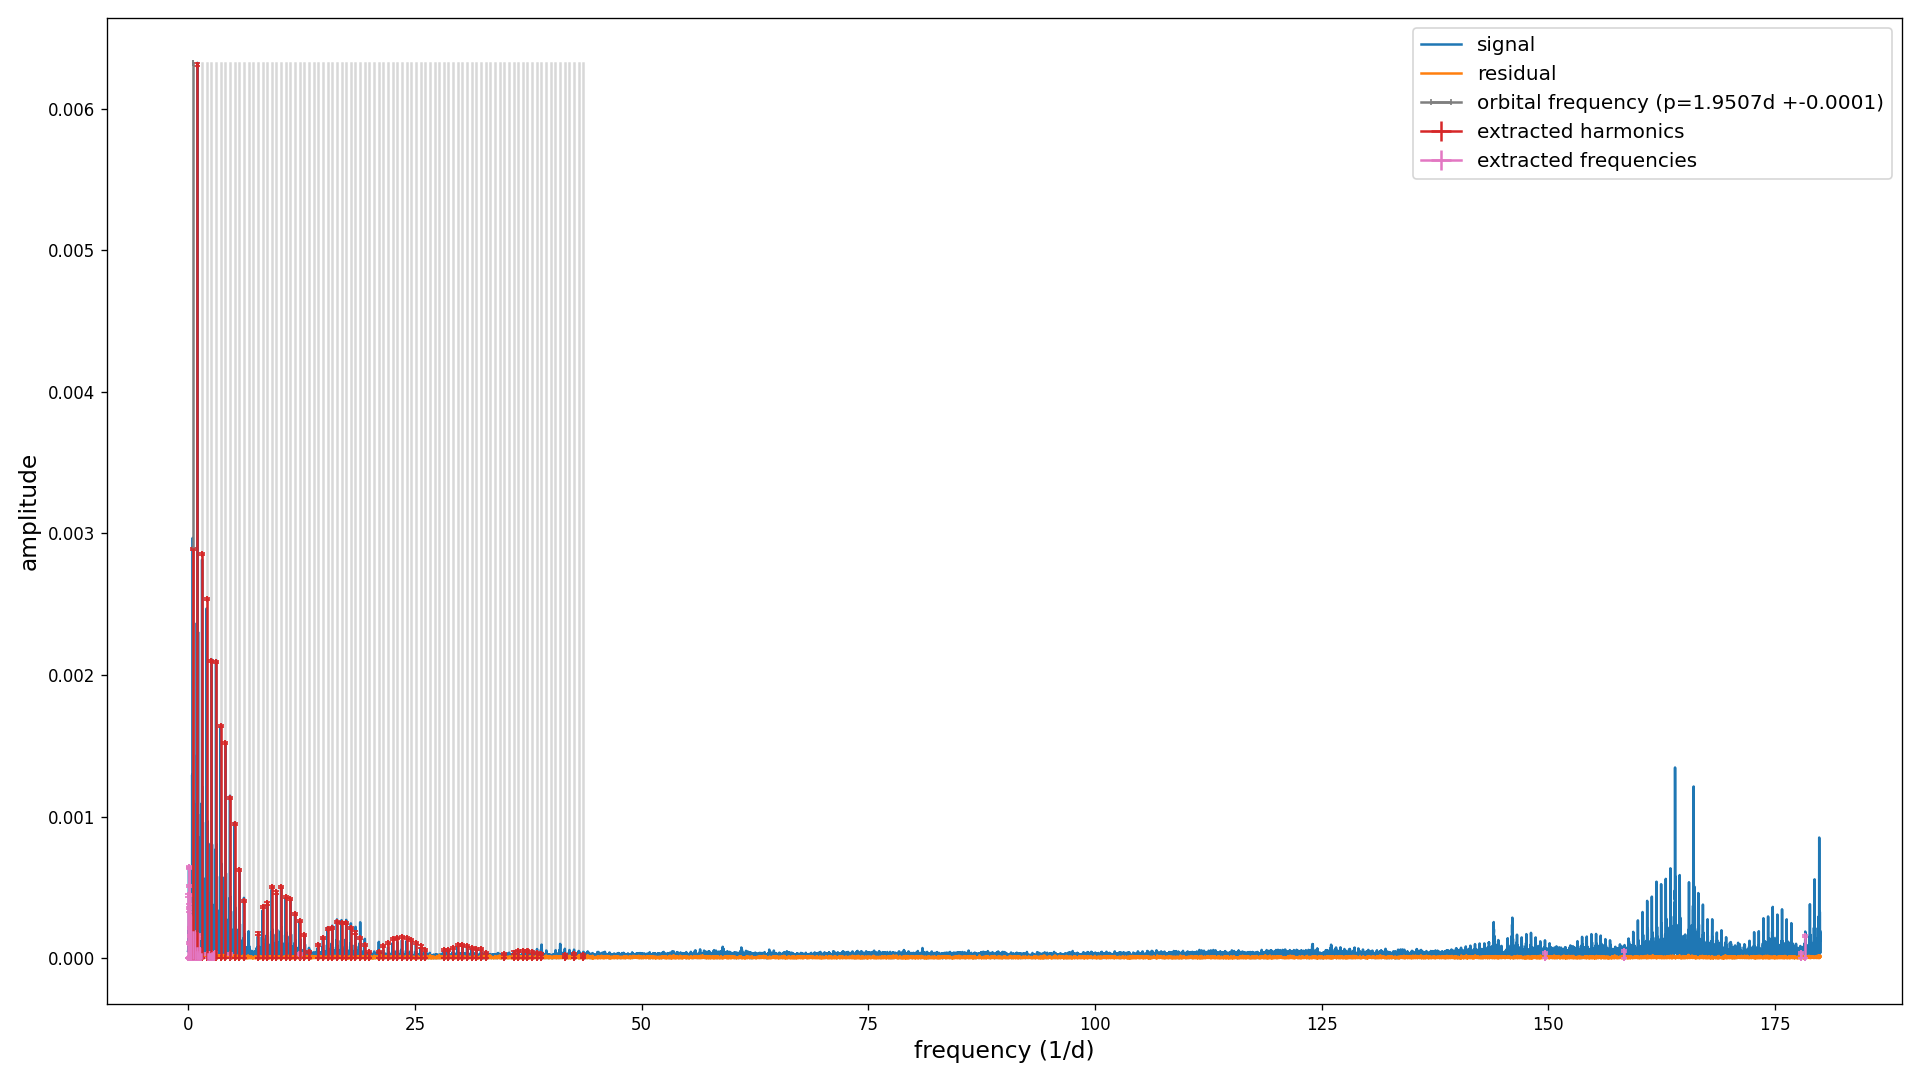 signal
residual
orbital frequency (p=1.9507d +-0.0001)
extracted harmonics
extracted frequencies
amplitude
0.006
0.005
0.004
0.003
0.002
0.001
0.000
0 25 50 75 100 125 150 175
frequency (1/d)